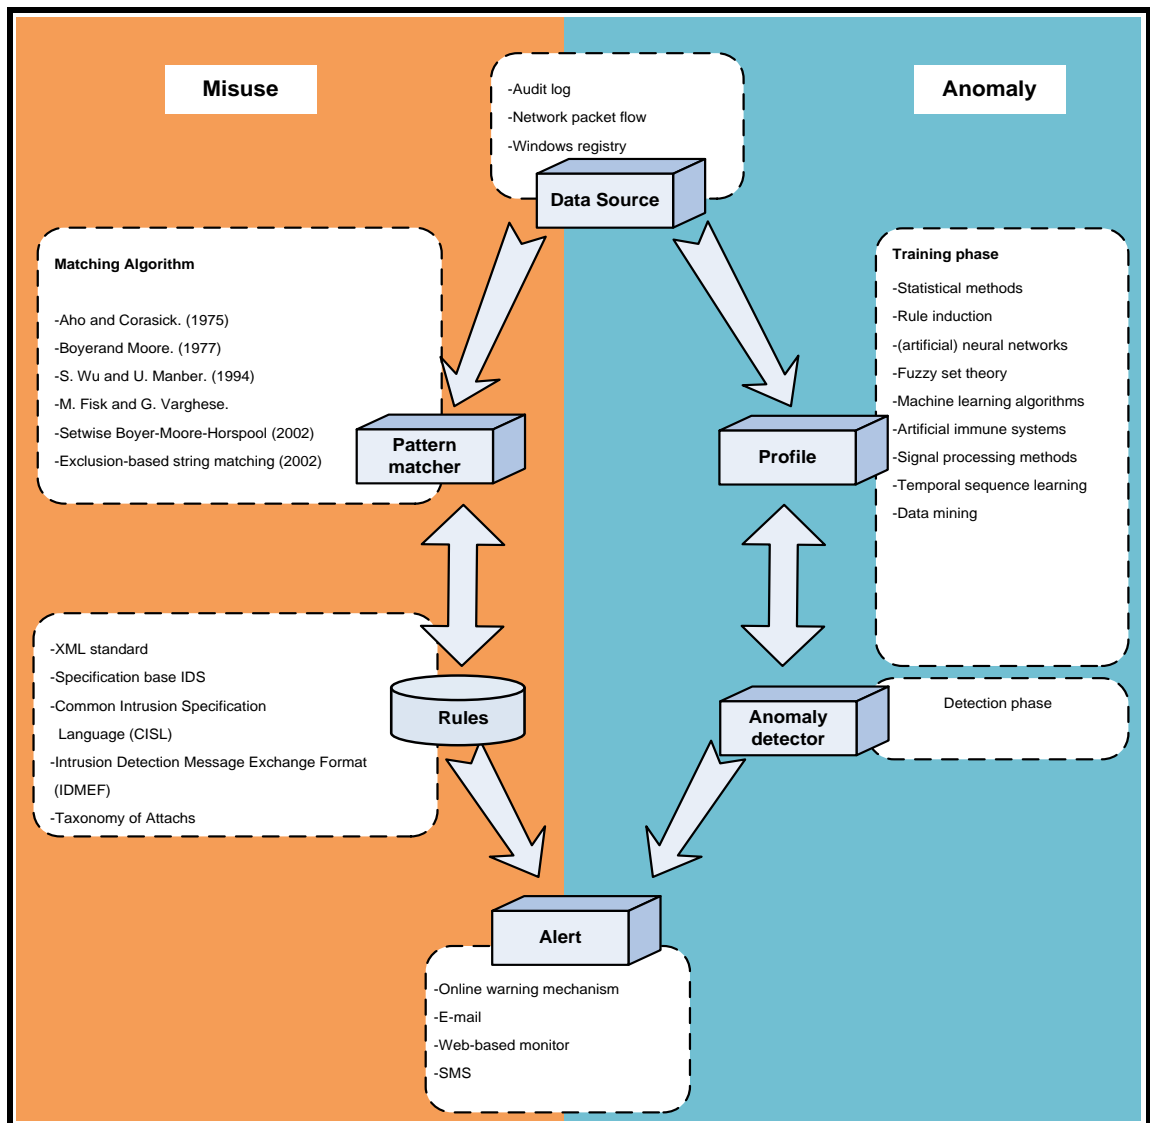 Misuse
Anomaly
-Audit log
-Network packet flow
-Windows registry
Data Source
Matching Algorithm
-Aho and Corasick. (1975)
-Boyerand Moore. (1977)
-S. Wu and U. Manber. (1994)
-M. Fisk and G. Varghese.
-Setwise Boyer-Moore-Horspool (2002)
-Exclusion-based string matching (2002)
Pattern
matcher
Profile
Training phase
-Statistical methods
-Rule induction
-(artificial) neural networks
-Fuzzy set theory
-Machine learning algorithms
-Artificial immune systems
-Signal processing methods
-Temporal sequence learning
-Data mining
-XML standard
-Specification base IDS
-Common Intrusion Specification
Language (CISL)
-Intrusion Detection Message Exchange Format
(IDMEF)
-Taxonomy of Attachs
Rules
Anomaly
detector
Detection phase
Alert
-Online warning mechanism
-E-mail
-Web-based monitor
-SMS